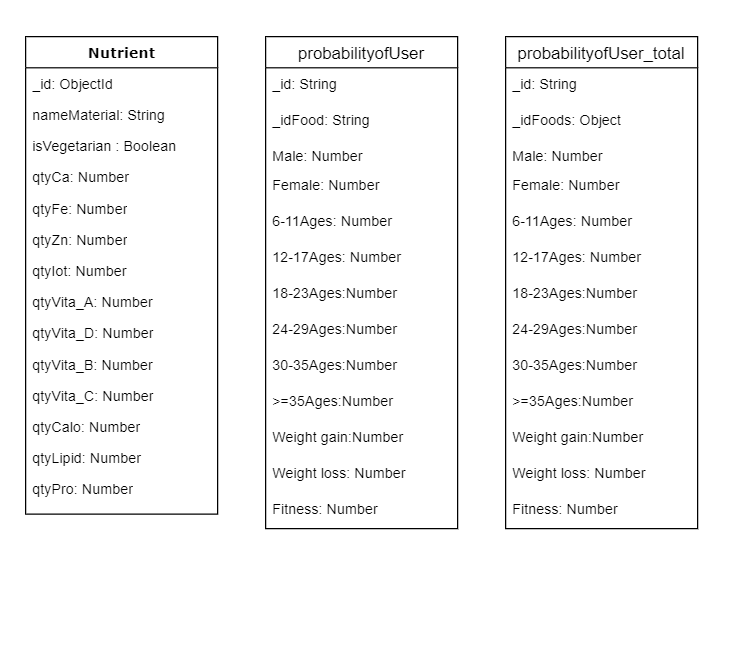 Nutrient
_id: ObjectId
nameMaterial: String
isVegetarian : Boolean
qtyCa: Number
qtyFe: Number
qtyZn: Number
qtyIot: Number
qtyVita_A: Number
qtyVita_D: Number
qtyVita_B: Number
qtyVita_C: Number
qtyCalo: Number
qtyLipid: Number
qtyPro: Number
probabilityofUser
_id: String
_idFood: String
Male: Number
Female: Number
6-11Ages: Number
12-17Ages: Number
18-23Ages:Number
24-29Ages:Number
30-35Ages:Number
>=35Ages:Number
Weight gain:Number
Weight loss: Number
Fitness: Number
probabilityofUser_total
_id: String
_idFoods: Object
Male: Number
Female: Number
6-11Ages: Number
12-17Ages: Number
18-23Ages:Number
24-29Ages:Number
30-35Ages:Number
>=35Ages:Number
Weight gain:Number
Weight loss: Number
Fitness: Number